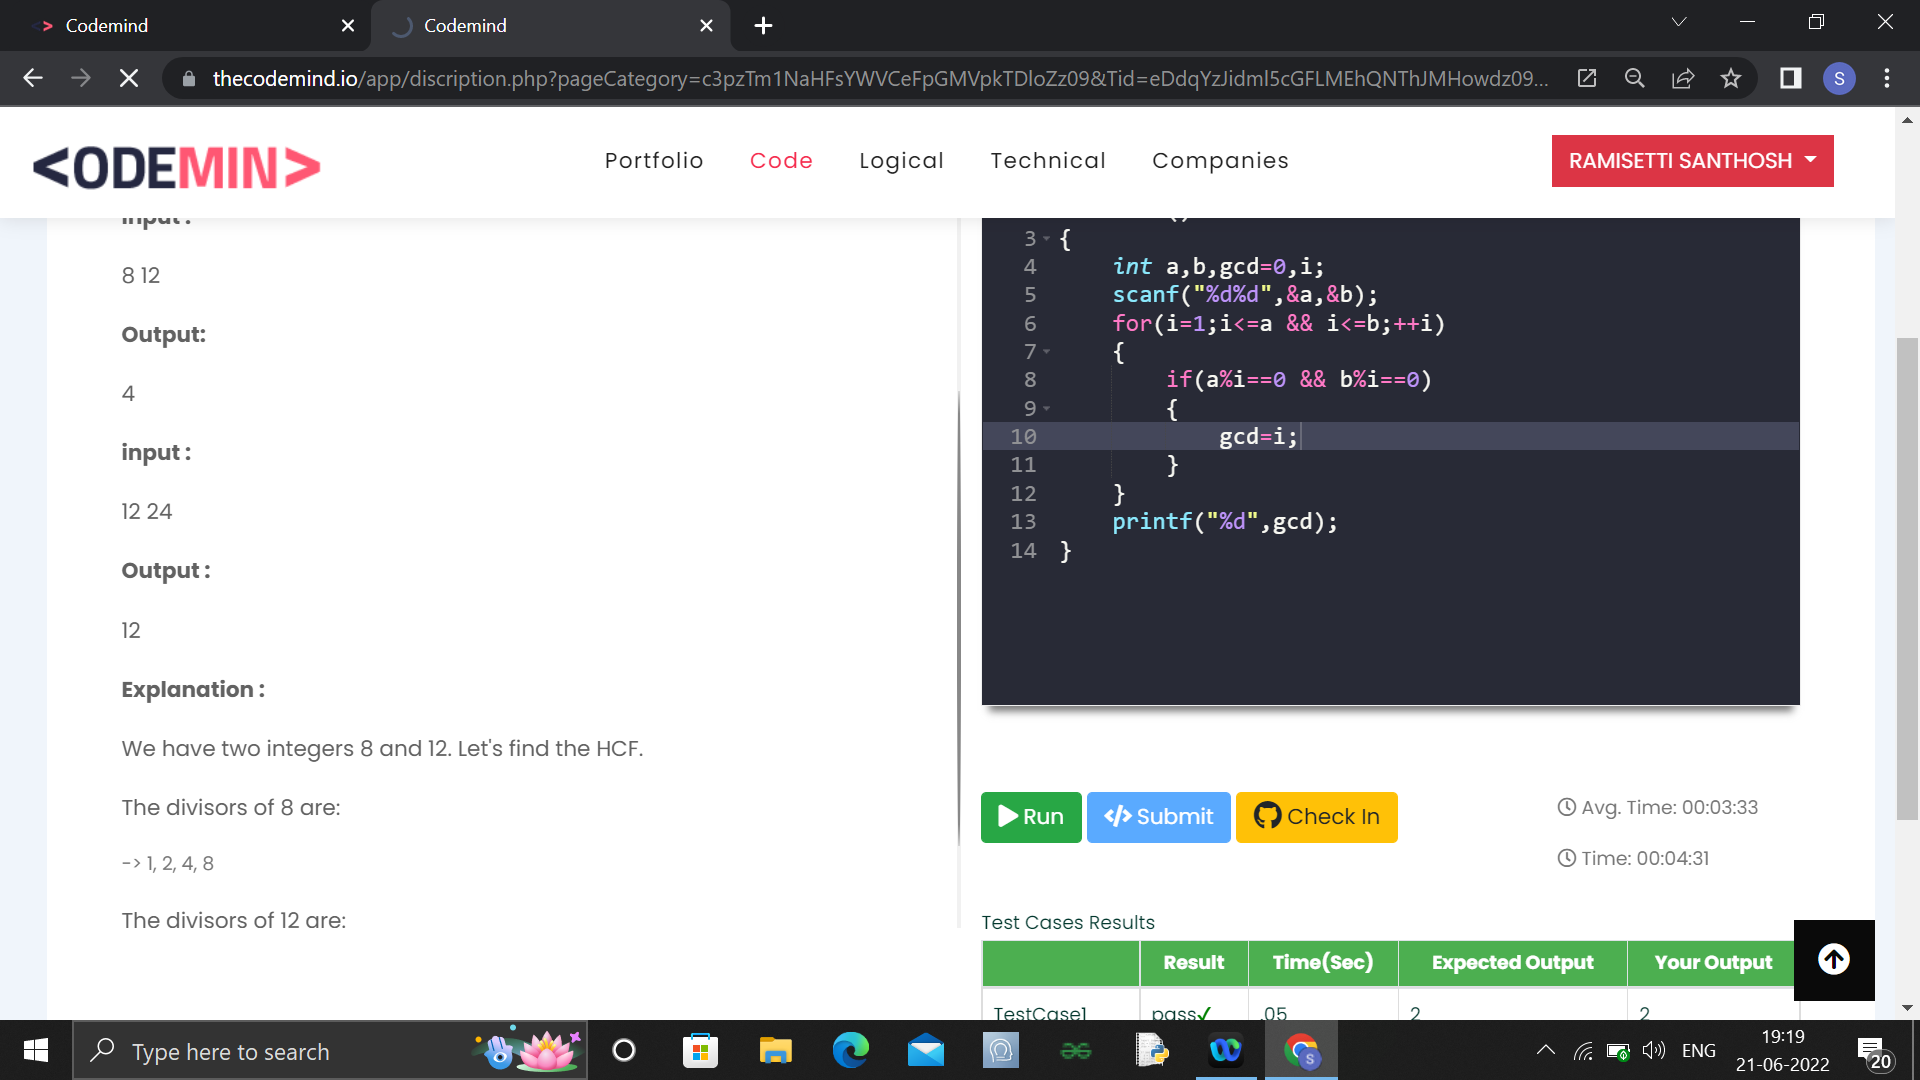 Codemind
Codemind
thecodemind.io/app/discription.php?pageCategory=c3pzTm1NaHFsYWVCeFpGMVpkTDloZz09&Tid=eDdqYzJidml5cGFLMEhQNThJMHowdz09...
S
<ODEMIN>
Portfolio
Code
Logical
Technical
Companies
RAMISETTI SANTHOSH
Input :
8 12
Output:
4
input :
12 24
Output :
12
Explanation :
We have two integers 8 and 12. Let's find the HCF.
The divisors of 8 are:
-> 1, 2, 4, 8
The divisors of 12 are:
3 {
4 int a,b,gcd=0,i;
5 scanf("%d%d",&a,&b);
6 for(i=1;i<=a && i<=b;++i)
7 {
8 if(a%i==0 && b%i==0)
9 {
10 gcd=i;
11 }
12 }
13 printf("%d",gcd);
14 }
Run
</> Submit
Check In
Avg. Time: 00:03:33
Time: 00:04:31
Test Cases Results
Result Time(Sec) Expected Output Your Output
TestCase1 pass✓ .05 2 2
Type here to search
S
ENG
19:19
21-06-2022
20